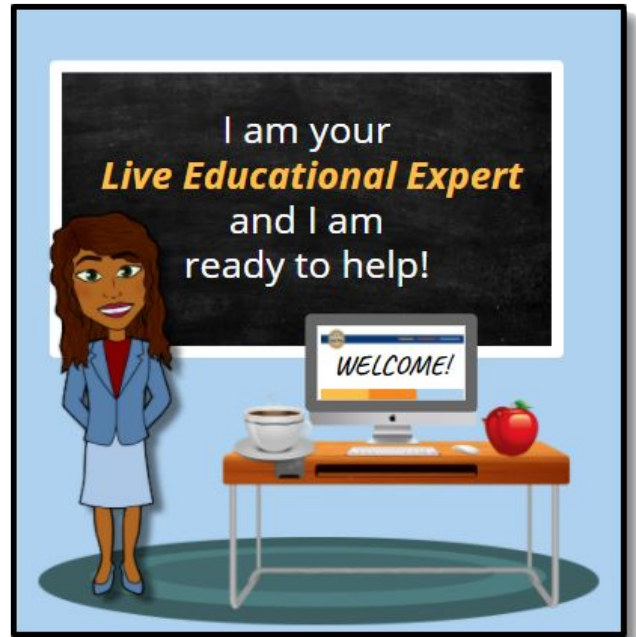 I am your
Live Educational Expert
and I am
ready to help!
WELCOME!